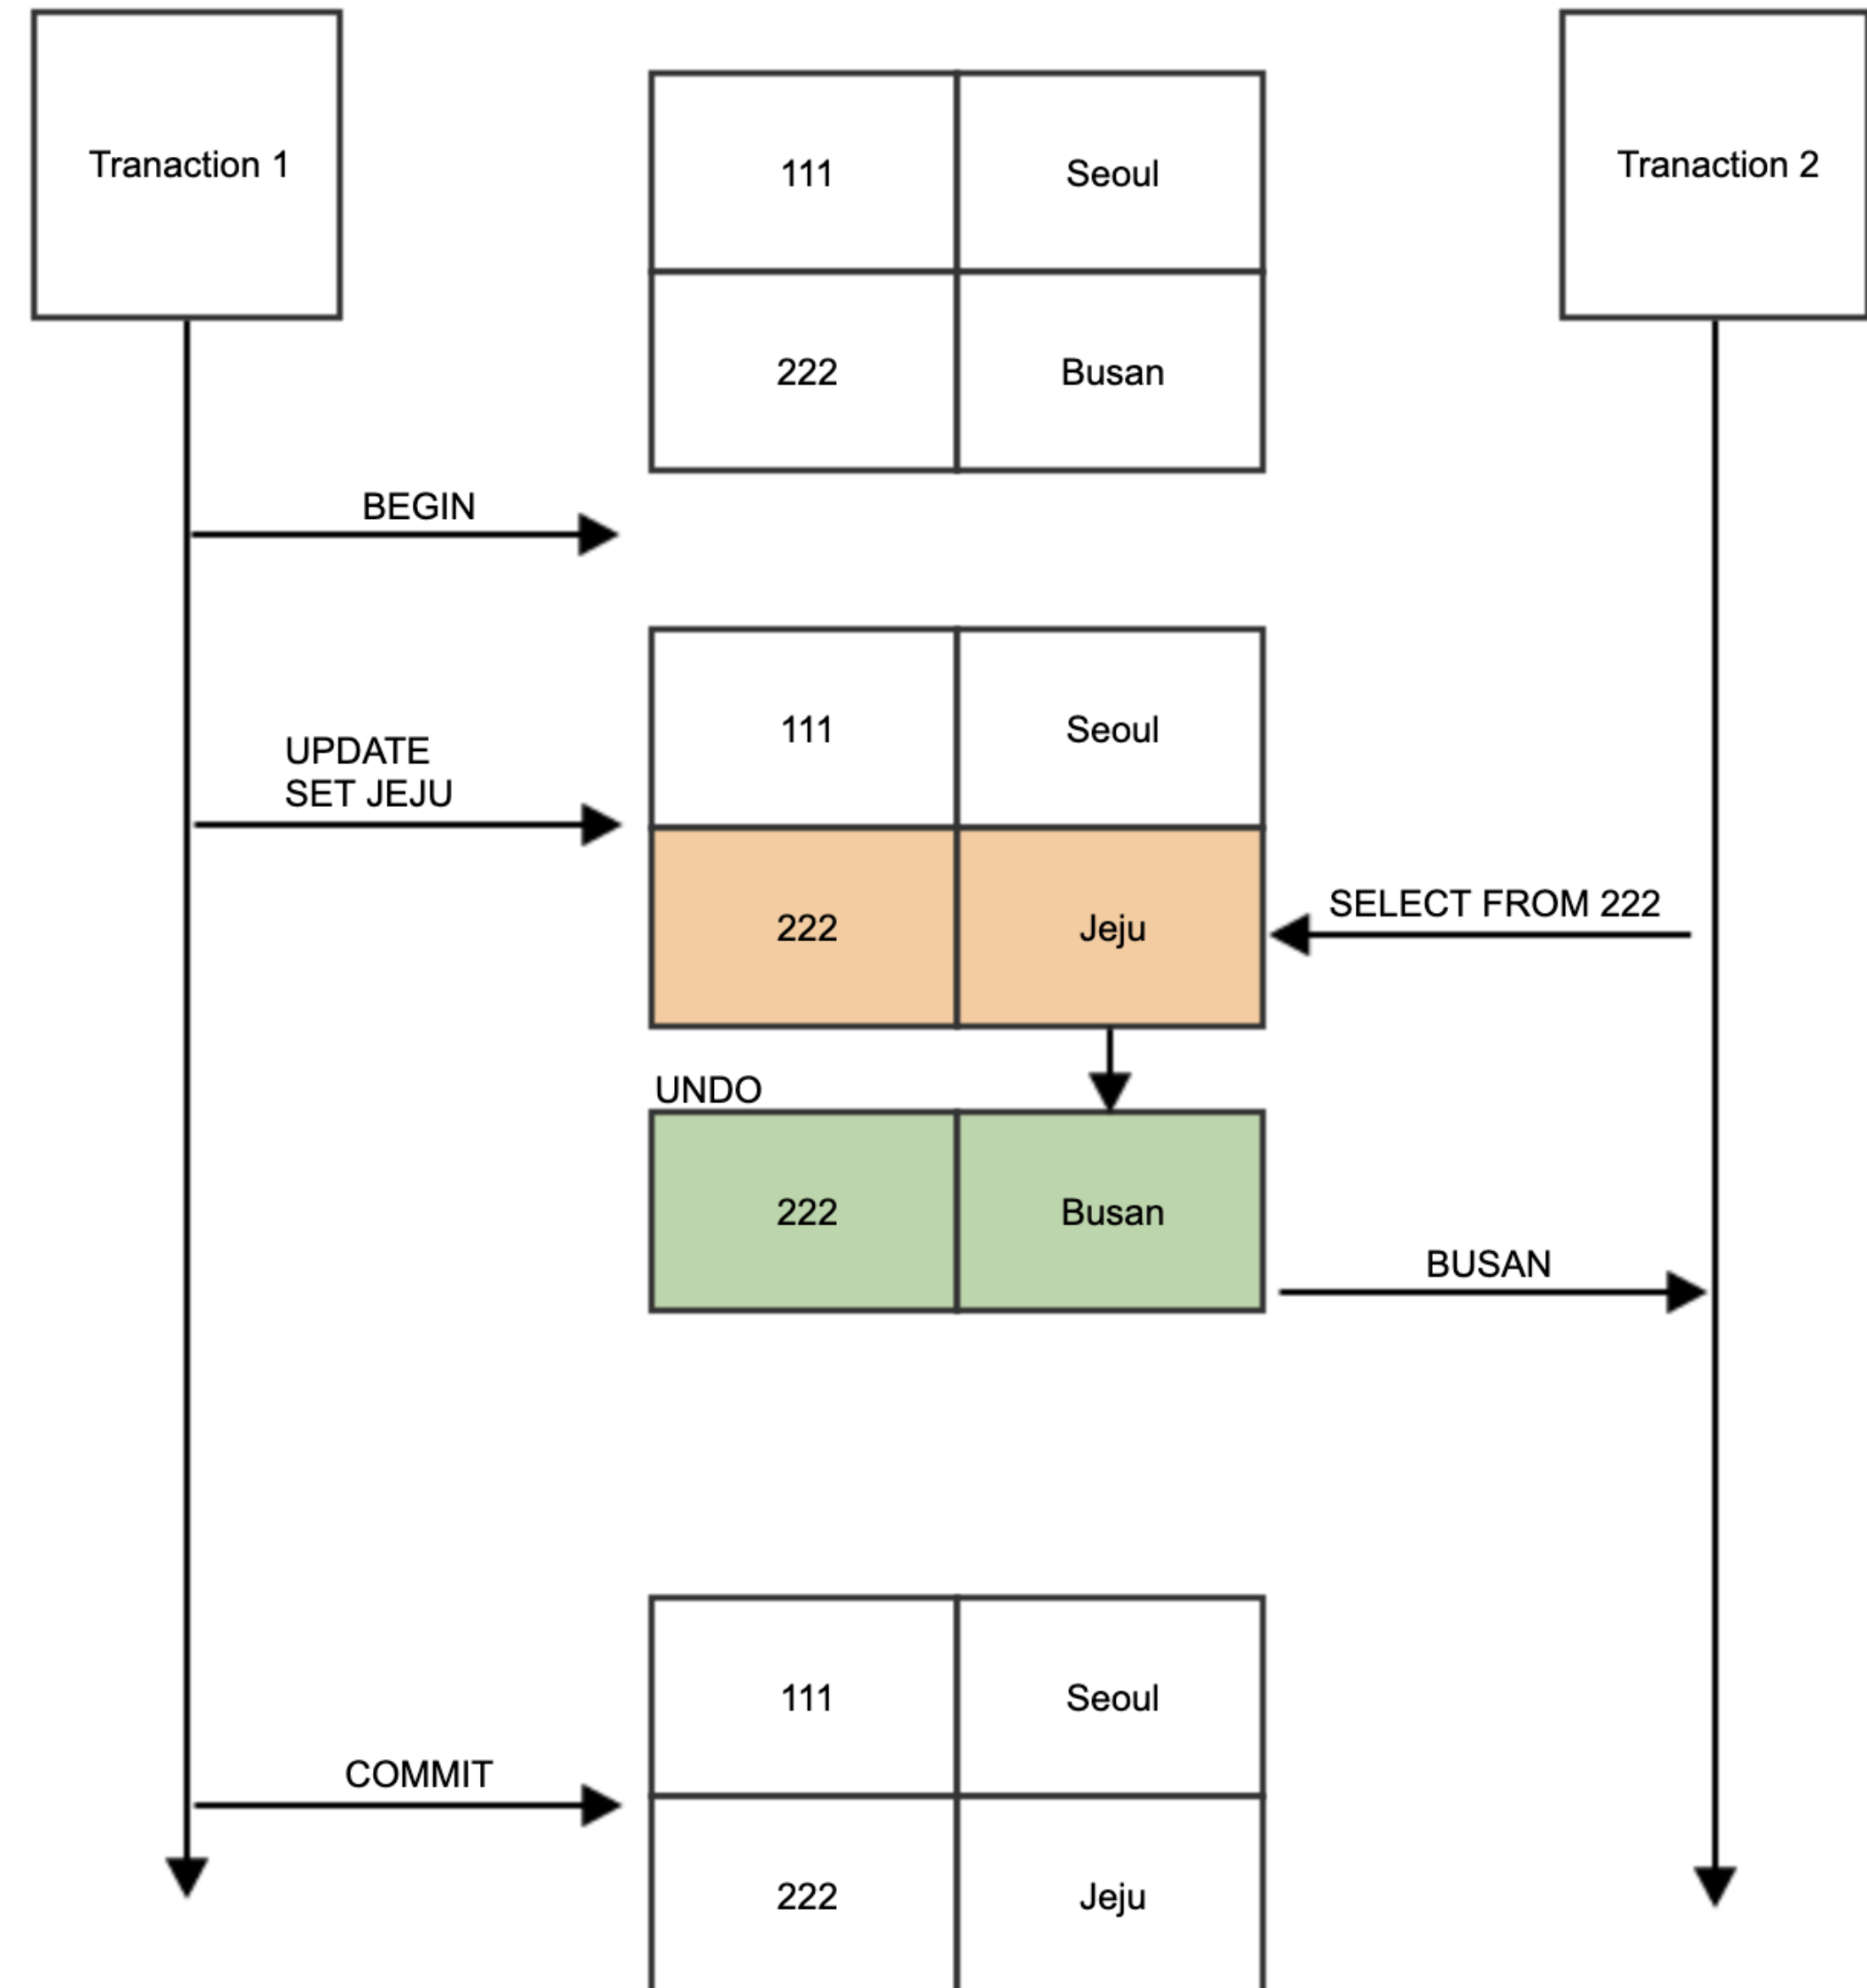 Tranaction 1
Tranaction 2
111
Seoul
222
Busan
BEGIN
UPDATE
SET JEJU
111
Seoul
222
Jeju
SELECT FROM 222
UNDO
222
Busan
BUSAN
COMMIT
111
Seoul
222
Jeju